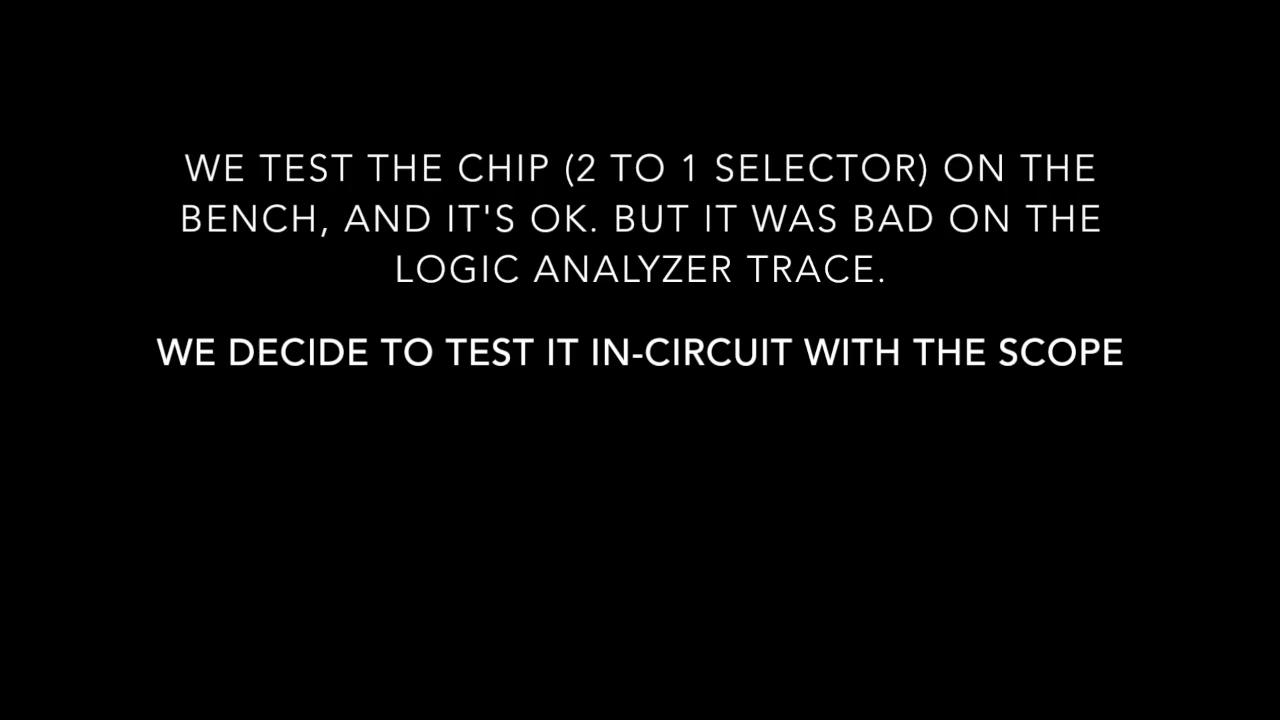 WE TEST THE CHIP (2 TO 1 SELECTOR) ON THE
BENCH, AND IT'S OK. BUT IT WAS BAD ON THE
LOGIC ANALYZER TRACE.
WE DECIDE TO TEST IT IN-CIRCUIT WITH THE SCOPE